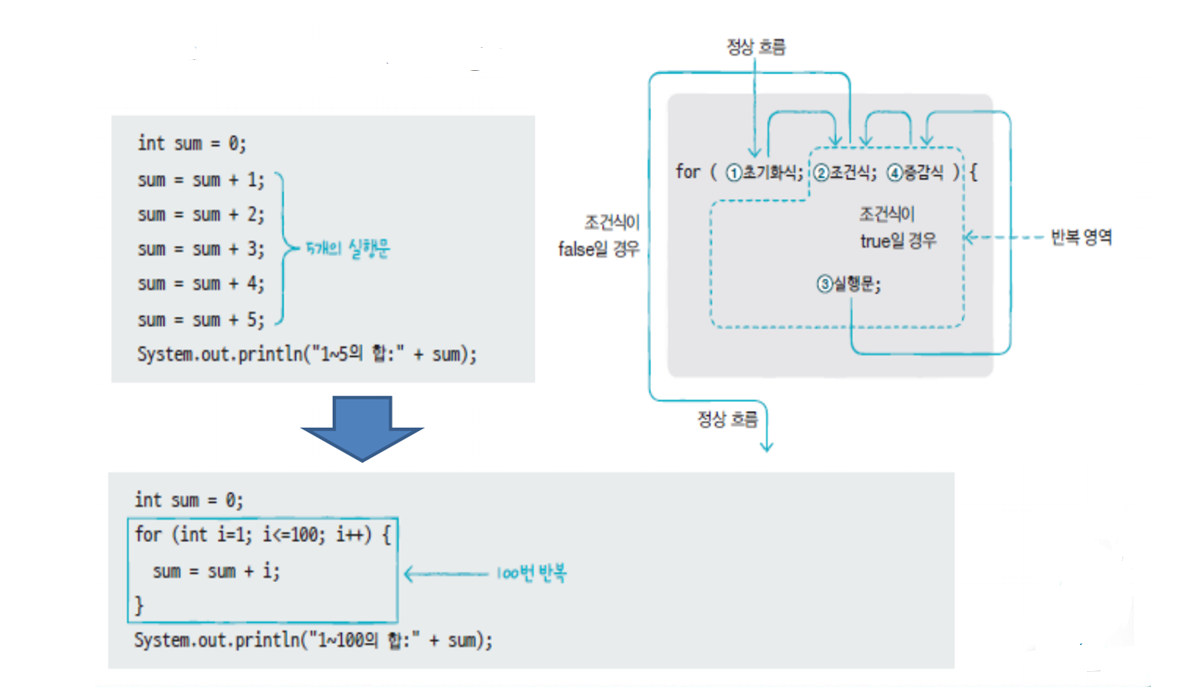 int sum = 0;
sum = sum + 1;
sum = sum + 2;
sum = sum + 3;
sum = sum + 4;
sum = sum + 5;
5개의 실행문
System.out.println("1~5의 합:" + sum);
정상 흐름
for ( ①초기화식; ②조건식; ④증감식 ) {
조건식이
true일 경우
③실행문;
조건식이
false일 경우
반복 영역
정상 흐름
int sum = 0;
for (int i=1; i<=100; i++) {
sum = sum + i;
}
100번 반복
System.out.println("1~100의 합:" + sum);